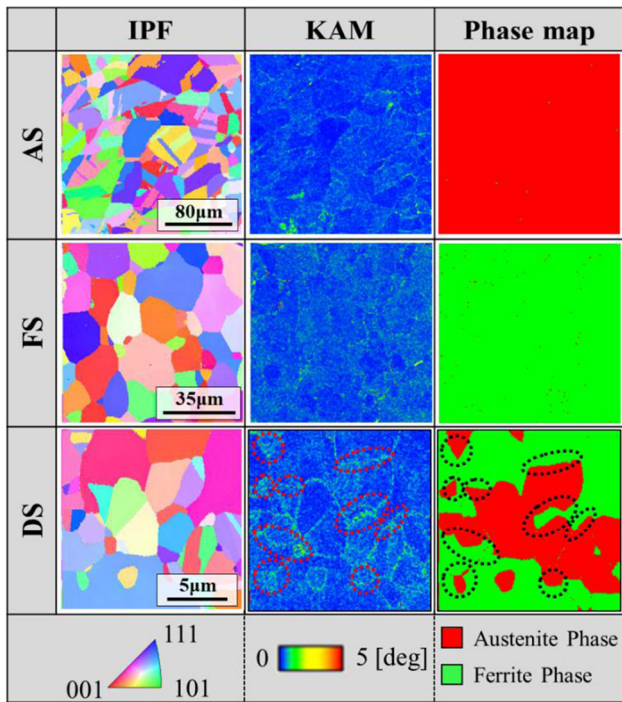 IPF KAM Phase map
AS
80μm
FS
35μm
DS
5μm
111
001 101
0 5 [deg]
Austenite Phase
Ferrite Phase